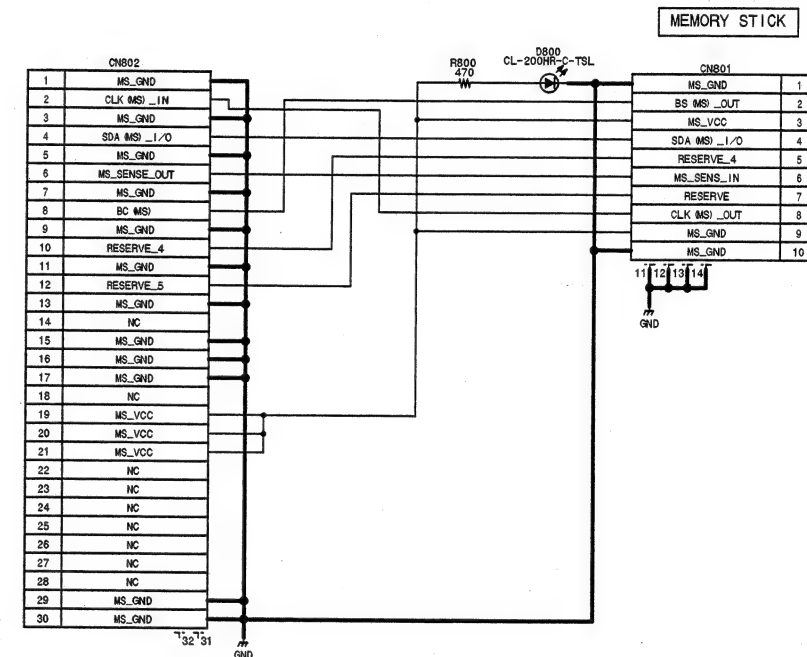 MEMORY STICK
CN802
1 MS_GND
2 CLK (MS) _IN
3 MS_GND
4 SDA (MS) _I/O
5 MS_GND
6 MS_SENSE_OUT
7 MS_GND
8 BC (MS)
9 MS_GND
10 RESERVE_4
11 MS_GND
12 RESERVE_5
13 MS_GND
14 NC
15 MS_GND
16 MS_GND
17 MS_GND
18 NC
19 MS_VCC
20 MS_VCC
21 MS_VCC
22 NC
23 NC
24 NC
25 NC
26 NC
27 NC
28 NC
29 MS_GND
30 MS_GND
32 31
GND
R800
470
D800
CL-200HR-C-TSL
CN801
MS_GND 1
BS (MS) _OUT 2
MS_VCC 3
SDA (MS) _I/O 4
RESERVE_4 5
MS_SENS_IN 6
RESERVE 7
CLK (MS) _OUT 8
MS_GND 9
MS_GND 10
11 12 13 14
GND